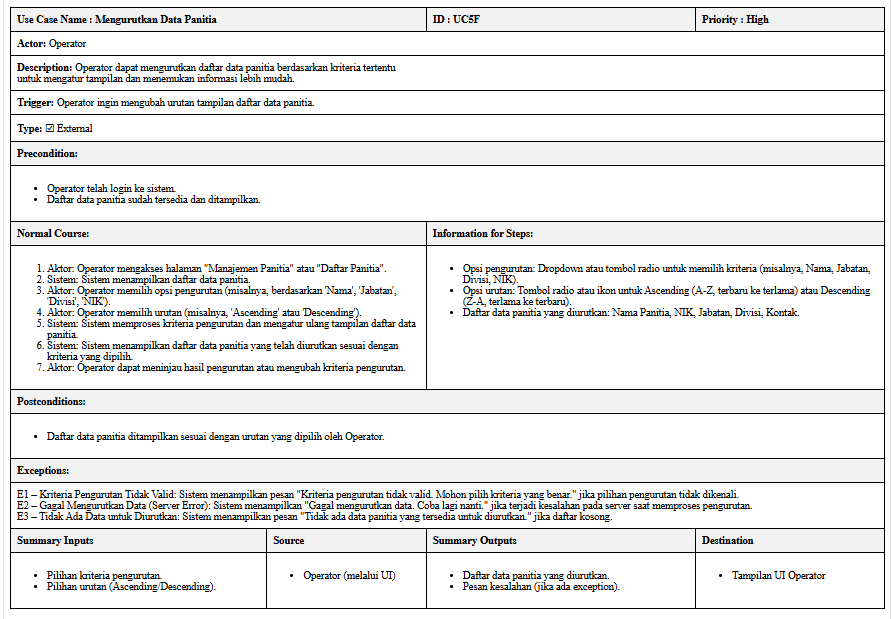 Use Case Name : Mengurutkan Data Panitia
ID : UC5F
Priority : High
Actor: Operator
Description: Operator dapat mengurutkan daftar data panitia berdasarkan kriteria tertentu
untuk mengatur tampilan dan menemukan informasi lebih mudah.
Trigger: Operator ingin mengubah urutan tampilan daftar data panitia.
Type: ☑ External
Precondition:
• Operator telah login ke sistem.
• Daftar data panitia sudah tersedia dan ditampilkan.
Normal Course:
1. Aktor: Operator mengakses halaman "Manajemen Panitia" atau "Daftar Panitia".
2. Sistem: Sistem menampilkan daftar data panitia.
3. Aktor: Operator memilih opsi pengurutan (misalnya, berdasarkan 'Nama', 'Jabatan',
'Divisi', 'NIK').
4. Aktor: Operator memilih urutan (misalnya, 'Ascending' atau 'Descending').
5. Sistem: Sistem memproses kriteria pengurutan dan mengatur ulang tampilan daftar data
panitia.
6. Sistem: Sistem menampilkan daftar data panitia yang telah diurutkan sesuai dengan
kriteria yang dipilih.
7. Aktor: Operator dapat meninjau hasil pengurutan atau mengubah kriteria pengurutan.
Information for Steps:
• Opsi pengurutan: Dropdown atau tombol radio untuk memilih kriteria (misalnya, Nama, Jabatan,
Divisi, NIK).
• Opsi urutan: Tombol radio atau ikon untuk Ascending (A-Z, terbaru ke terlama) atau Descending
(Z-A, terlama ke terbaru).
• Daftar data panitia yang diurutkan: Nama Panitia, NIK, Jabatan, Divisi, Kontak.
Postconditions:
• Daftar data panitia ditampilkan sesuai dengan urutan yang dipilih oleh Operator.
Exceptions:
E1 – Kriteria Pengurutan Tidak Valid: Sistem menampilkan pesan "Kriteria pengurutan tidak valid. Mohon pilih kriteria yang benar." jika pilihan pengurutan tidak dikenali.
E2 – Gagal Mengurutkan Data (Server Error): Sistem menampilkan "Gagal mengurutkan data. Coba lagi nanti." jika terjadi kesalahan pada server saat memproses pengurutan.
E3 – Tidak Ada Data untuk Diurutkan: Sistem menampilkan pesan "Tidak ada data panitia yang tersedia untuk diurutkan." jika daftar kosong.
Summary Inputs
Source
Summary Outputs
Destination
• Pilihan kriteria pengurutan.
• Pilihan urutan (Ascending/Descending).
• Operator (melalui UI)
• Daftar data panitia yang diurutkan.
• Pesan kesalahan (jika ada exception).
• Tampilan UI Operator